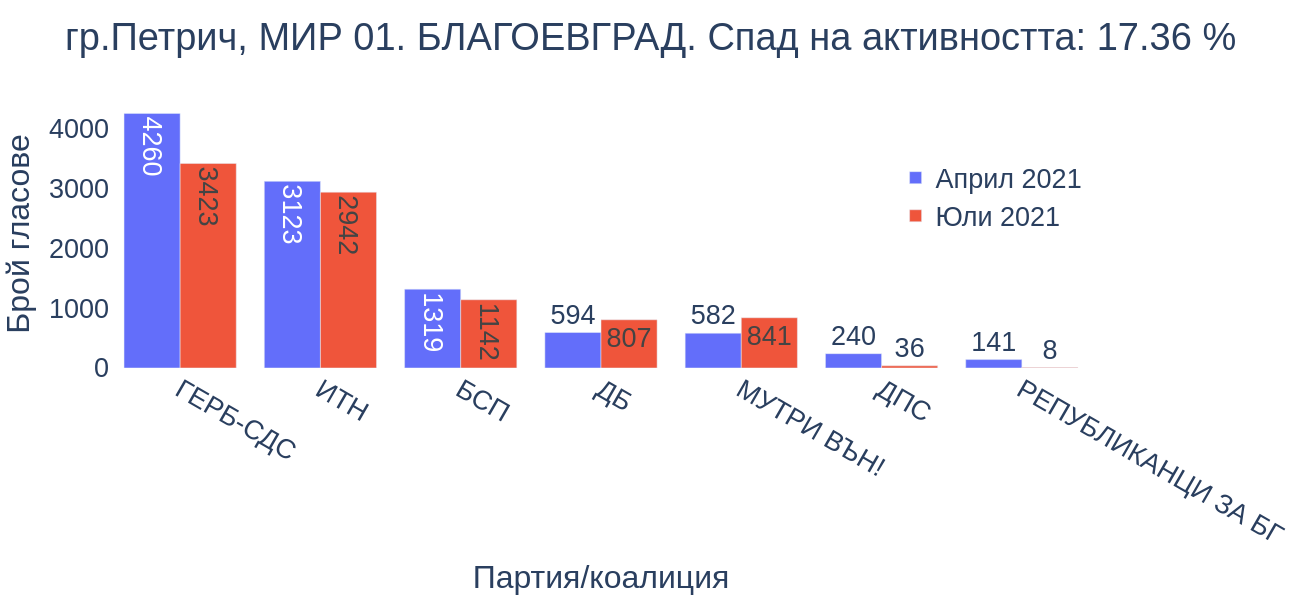 гр.Петрич, МИР 01. БЛАГОЕВГРАД. Спад на активността: 17.36 %
Брой гласове
4000
3000
2000
1000
0
4260
3423
3123
2942
1319
1142
594
807
582
841
240
36
141
8
Април 2021
Юли 2021
ГЕРБ-СДС
ИТН
БСП
ДБ
МУТРИ ВЪН!
ДПС
РЕПУБЛИКАНЦИ ЗА БГ
Партия/коалиция